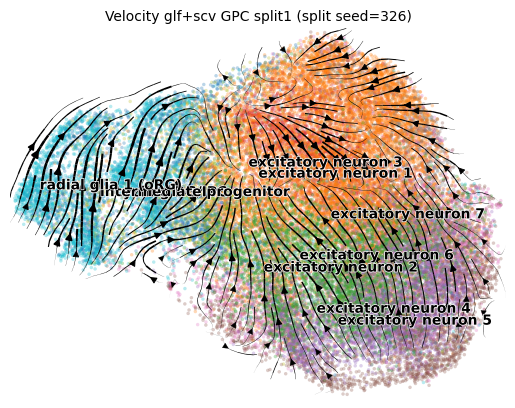 Velocity glf+scv GPC split1 (split seed=326)
excitatory neuron 3
excitatory neuron 1
radial glia 1 (oRG)
intermediate progenitor
excitatory neuron 7
excitatory neuron 6
excitatory neuron 2
excitatory neuron 4
excitatory neuron 5